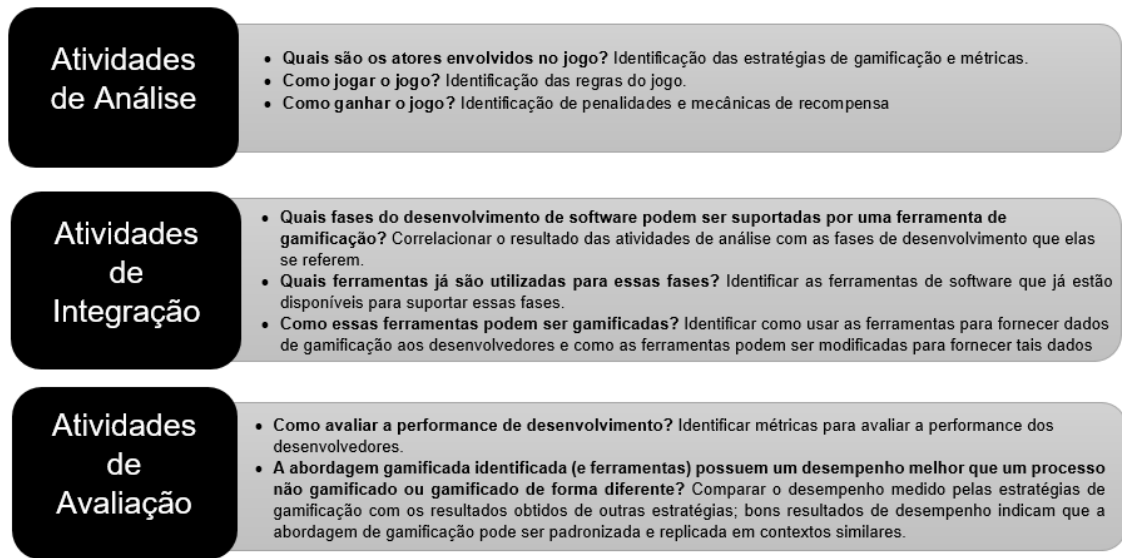 Atividades
de Análise
• Quais são os atores envolvidos no jogo? Identificação das estratégias de gamificação e métricas.
• Como jogar o jogo? Identificação das regras do jogo.
• Como ganhar o jogo? Identificação de penalidades e mecânicas de recompensa
Atividades
de
Integração
• Quais fases do desenvolvimento de software podem ser suportadas por uma ferramenta de
gamificação? Correlacionar o resultado das atividades de análise com as fases de desenvolvimento que elas
se referem.
• Quais ferramentas já são utilizadas para essas fases? Identificar as ferramentas de software que já estão
disponíveis para suportar essas fases.
• Como essas ferramentas podem ser gamificadas? Identificar como usar as ferramentas para fornecer dados
de gamificação aos desenvolvedores e como as ferramentas podem ser modificadas para fornecer tais dados
Atividades
de
Avaliação
• Como avaliar a performance de desenvolvimento? Identificar métricas para avaliar a performance dos
desenvolvedores.
• A abordagem gamificada identificada (e ferramentas) possuem um desempenho melhor que um processo
não gamificado ou gamificado de forma diferente? Comparar o desempenho medido pelas estratégias de
gamificação com os resultados obtidos de outras estratégias; bons resultados de desempenho indicam que a
abordagem de gamificação pode ser padronizada e replicada em contextos similares.